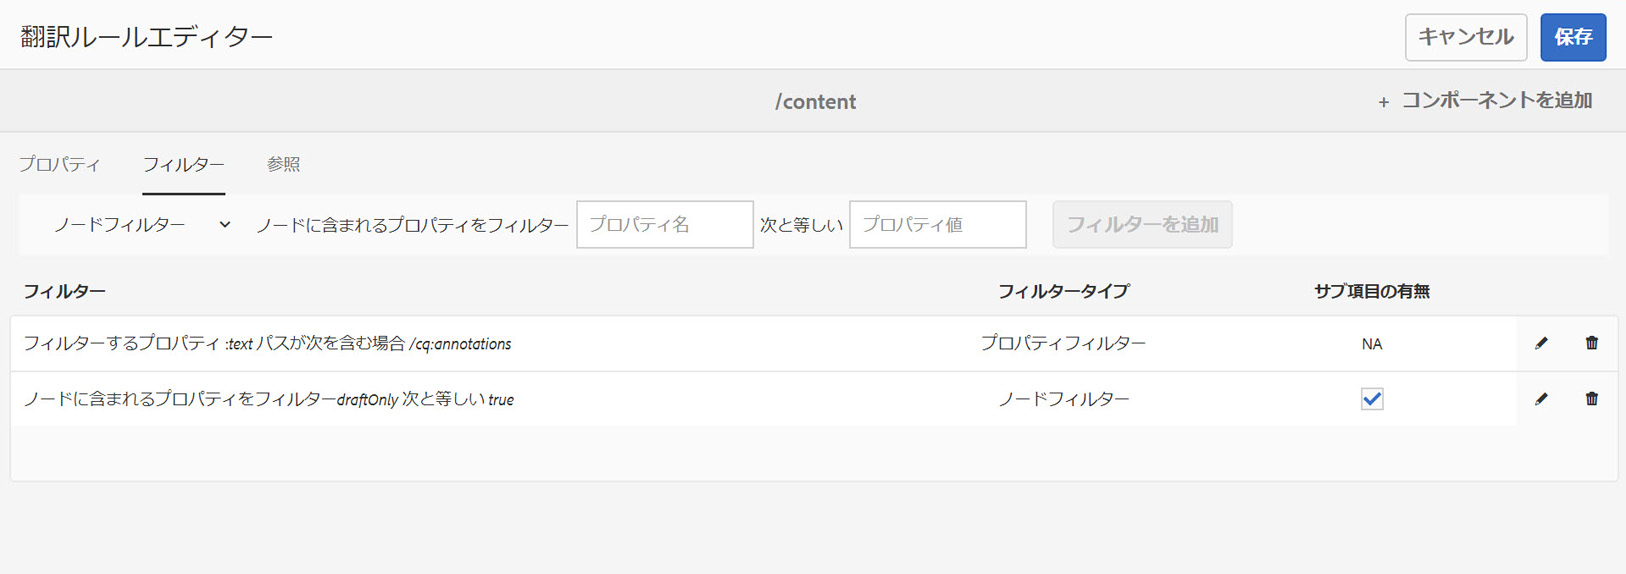 翻訳ルールエディター
キャンセル 保存
/content
+ コンポーネントを追加
プロパティ フィルター 参照
ノードフィルター ノードに含まれるプロパティをフィルター プロパティ名 次と等しい プロパティ値 フィルターを追加
フィルター フィルタータイプ サブ項目の有無
フィルターするプロパティ :text パスが次を含む場合 /cq:annotations プロパティフィルター NA
ノードに含まれるプロパティをフィルターdraftOnly 次と等しい true ノードフィルター